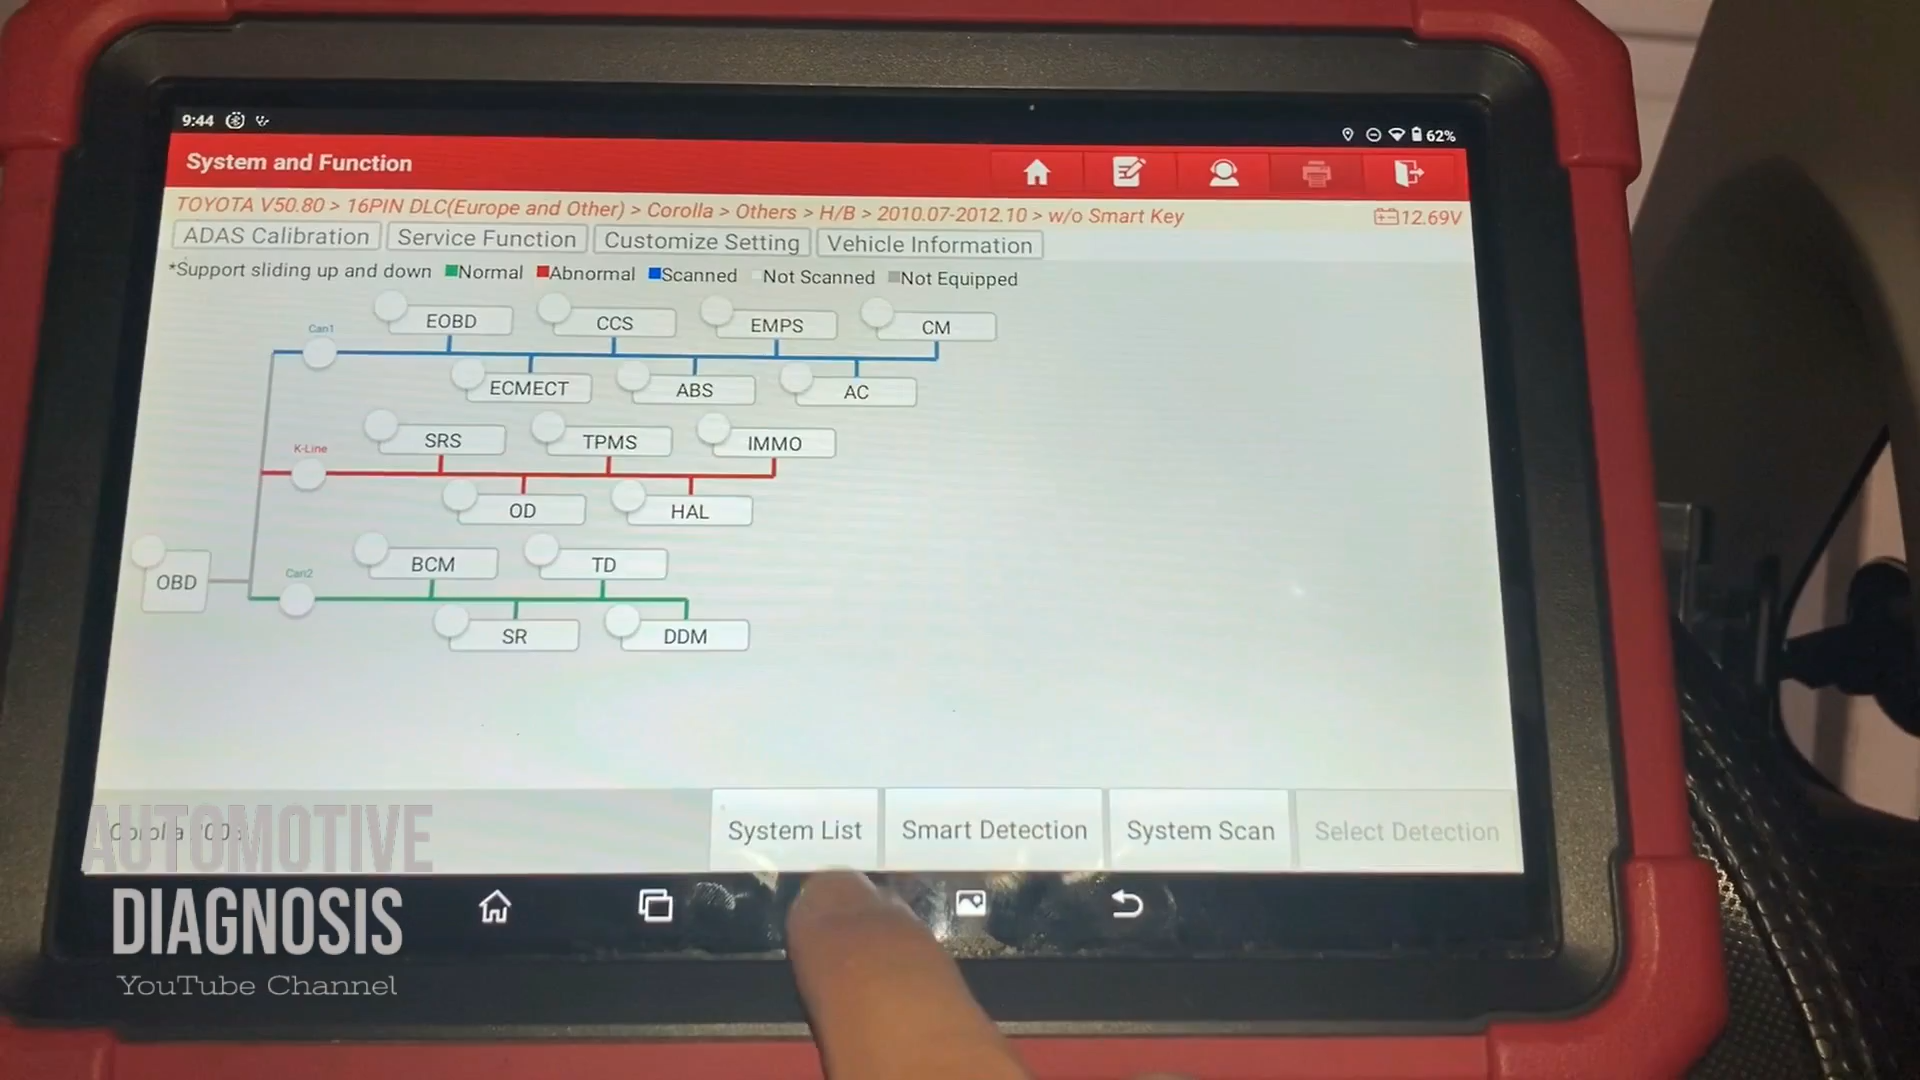 9:44
62%
System and Function
TOYOTA V50.80 > 16PIN DLC(Europe and Other) > Corolla > Others > H/B > 2010.07-2012.10 > w/o Smart Key
12.69V
ADAS Calibration Service Function Customize Setting Vehicle Information
*Support sliding up and down Normal Abnormal Scanned Not Scanned Not Equipped
EOBD CCS EMPS CM
Can1
ECMECT ABS AC
SRS TPMS IMMO
K-Line
OD HAL
BCM TD
Can2
OBD
SR DDM
System List Smart Detection System Scan Select Detection
Corolla
AUTOMOTIVE
DIAGNOSIS
YouTube Channel